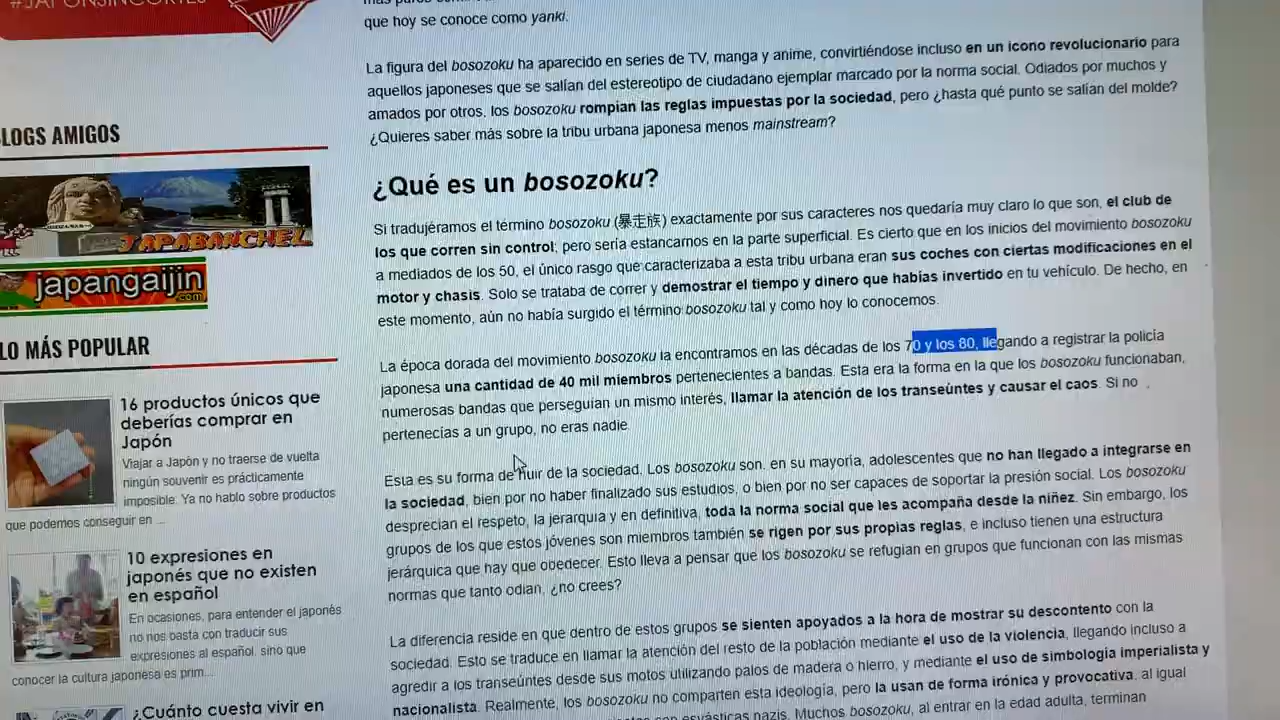 #JAPONSINCORTES
que hoy se conoce como yanki.
La figura del bosozoku ha aparecido en series de TV, manga y anime, convirtiéndose incluso en un icono revolucionario para
aquellos japoneses que se salían del estereotipo de ciudadano ejemplar marcado por la norma social. Odiados por muchos y
amados por otros, los bosozoku rompian las reglas impuestas por la sociedad, pero ¿hasta qué punto se salían del molde?
¿Quieres saber más sobre la tribu urbana japonesa menos mainstream?
¿Qué es un bosozoku?
Si tradujéramos el término bosozoku (暴走族) exactamente por sus caracteres nos quedaría muy claro lo que son, el club de
los que corren sin control; pero sería estancarnos en la parte superficial. Es cierto que en los inicios del movimiento bosozoku
a mediados de los 50, el único rasgo que caracterizaba a esta tribu urbana eran sus coches con ciertas modificaciones en el
motor y chasis. Solo se trataba de correr y demostrar el tiempo y dinero que habías invertido en tu vehículo. De hecho, en
este momento, aún no había surgido el término bosozoku tal y como hoy lo conocemos.
La época dorada del movimiento bosozoku la encontramos en las décadas de los 70 y los 80, llegando a registrar la policía
japonesa una cantidad de 40 mil miembros pertenecientes a bandas. Esta era la forma en la que los bosozoku funcionaban,
numerosas bandas que perseguían un mismo interés, llamar la atención de los transeúntes y causar el caos. Si no
pertenecías a un grupo, no eras nadie.
Esta es su forma de huir de la sociedad. Los bosozoku son, en su mayoría, adolescentes que no han llegado a integrarse en
la sociedad, bien por no haber finalizado sus estudios, o bien por no ser capaces de soportar la presión social. Los bosozoku
desprecian el respeto, la jerarquía y en definitiva, toda la norma social que les acompaña desde la niñez. Sin embargo, los
grupos de los que estos jóvenes son miembros también se rigen por sus propias reglas, e incluso tienen una estructura
jerárquica que hay que obedecer. Esto lleva a pensar que los bosozoku se refugian en grupos que funcionan con las mismas
normas que tanto odian, ¿no crees?
La diferencia reside en que dentro de estos grupos se sienten apoyados a la hora de mostrar su descontento con la
sociedad. Esto se traduce en llamar la atención del resto de la población mediante el uso de la violencia, llegando incluso a
agredir a los transeúntes desde sus motos utilizando palos de madera o hierro, y mediante el uso de simbología imperialista y
nacionalista. Realmente, los bosozoku no comparten esta ideología, pero la usan de forma irónica y provocativa, al igual
esvásticas nazis. Muchos bosozoku, al entrar en la edad adulta, terminan
LOGS AMIGOS
JAPABANCHEL
japangaijin
.com
LO MÁS POPULAR
16 productos únicos que
deberías comprar en
Japón
Viajar a Japón y no traerse de vuelta
ningún souvenir es prácticamente
imposible. Ya no hablo sobre productos
que podemos conseguir en ...
10 expresiones en
japonés que no existen
en español
En ocasiones, para entender el japonés
no nos basta con traducir sus
expresiones al español, sino que
conocer la cultura japonesa es prim...
¿Cuánto cuesta vivir en